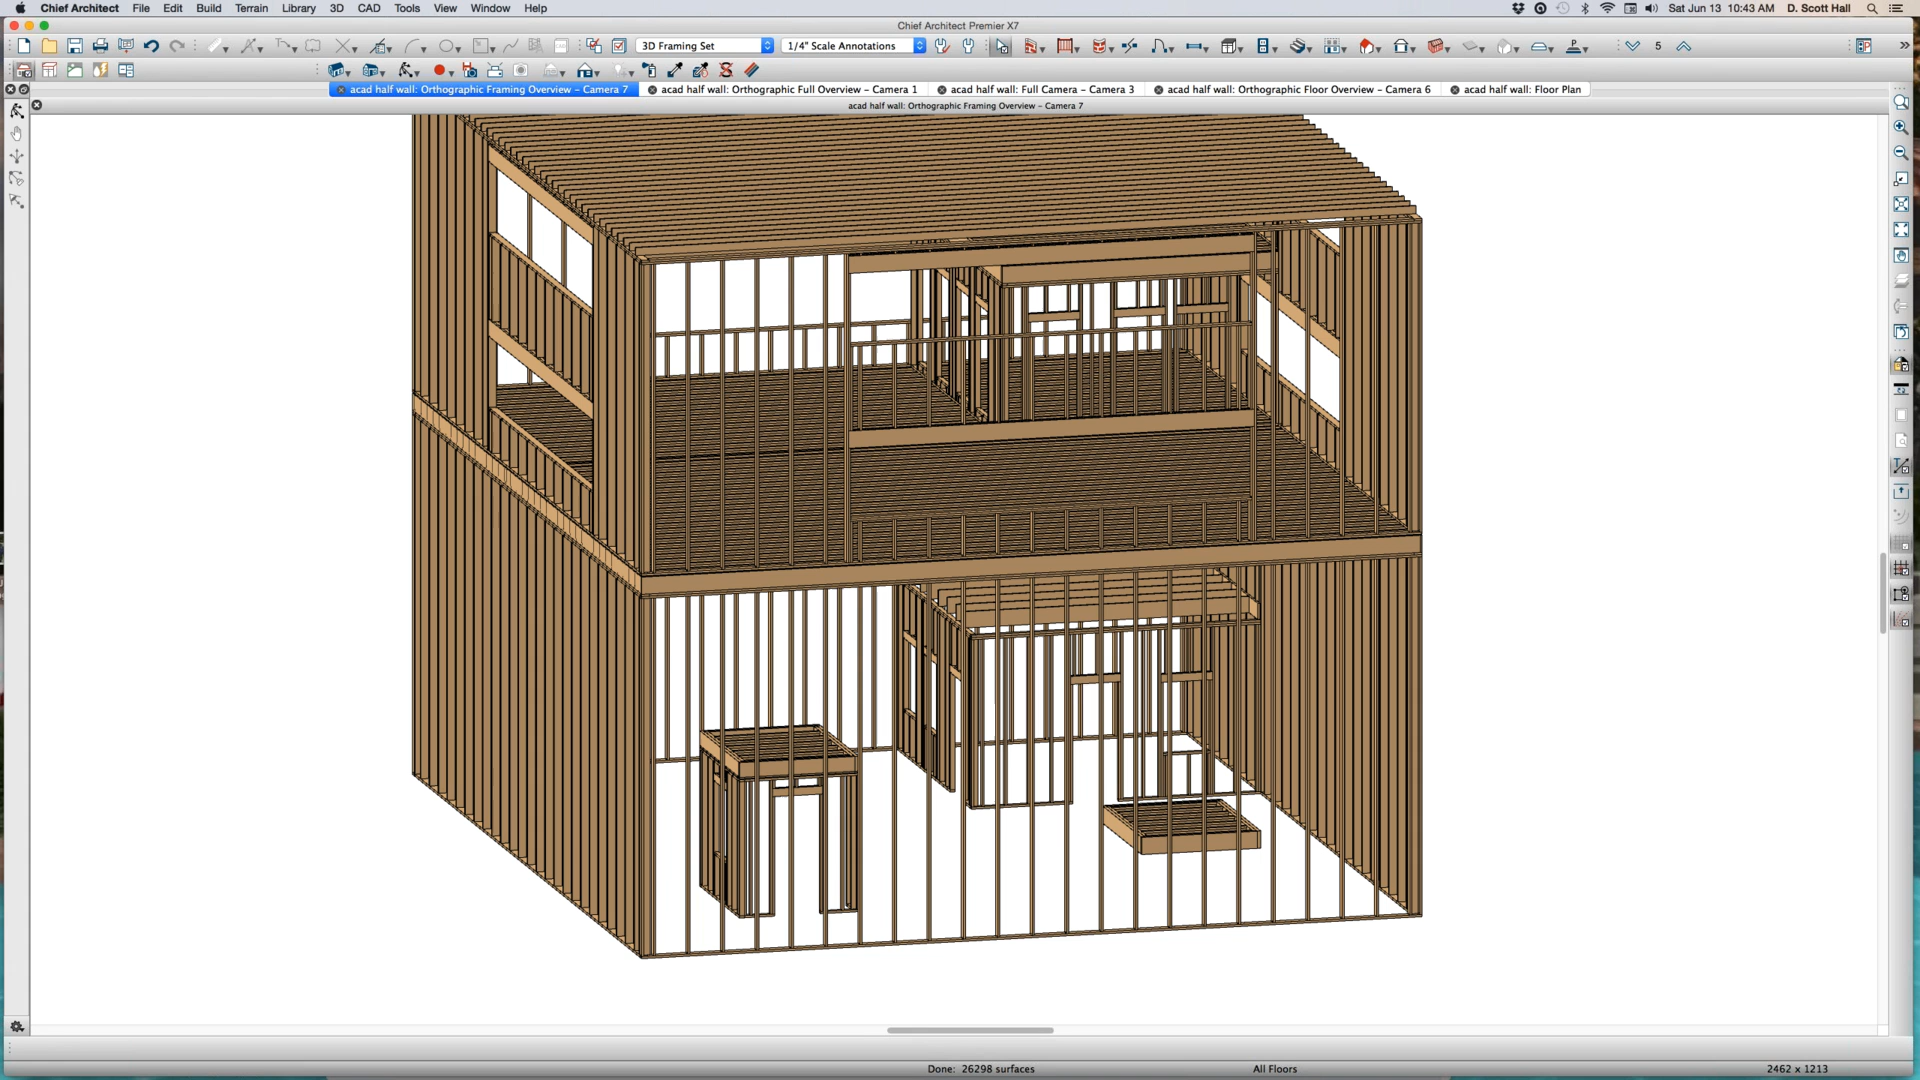 Chief Architect File Edit Build Terrain Library 3D CAD Tools View Window Help Sat Jun 13 10:43 AM D. Scott Hall
Chief Architect Premier X7
3D Framing Set 1/4" Scale Annotations 5
acad half wall: Orthographic Framing Overview - Camera 7 acad half wall: Orthographic Full Overview - Camera 1 acad half wall: Full Camera - Camera 3 acad half wall: Orthographic Floor Overview - Camera 6 acad half wall: Floor Plan
acad half wall: Orthographic Framing Overview - Camera 7
Done: 26298 surfaces All Floors 2462 x 1213